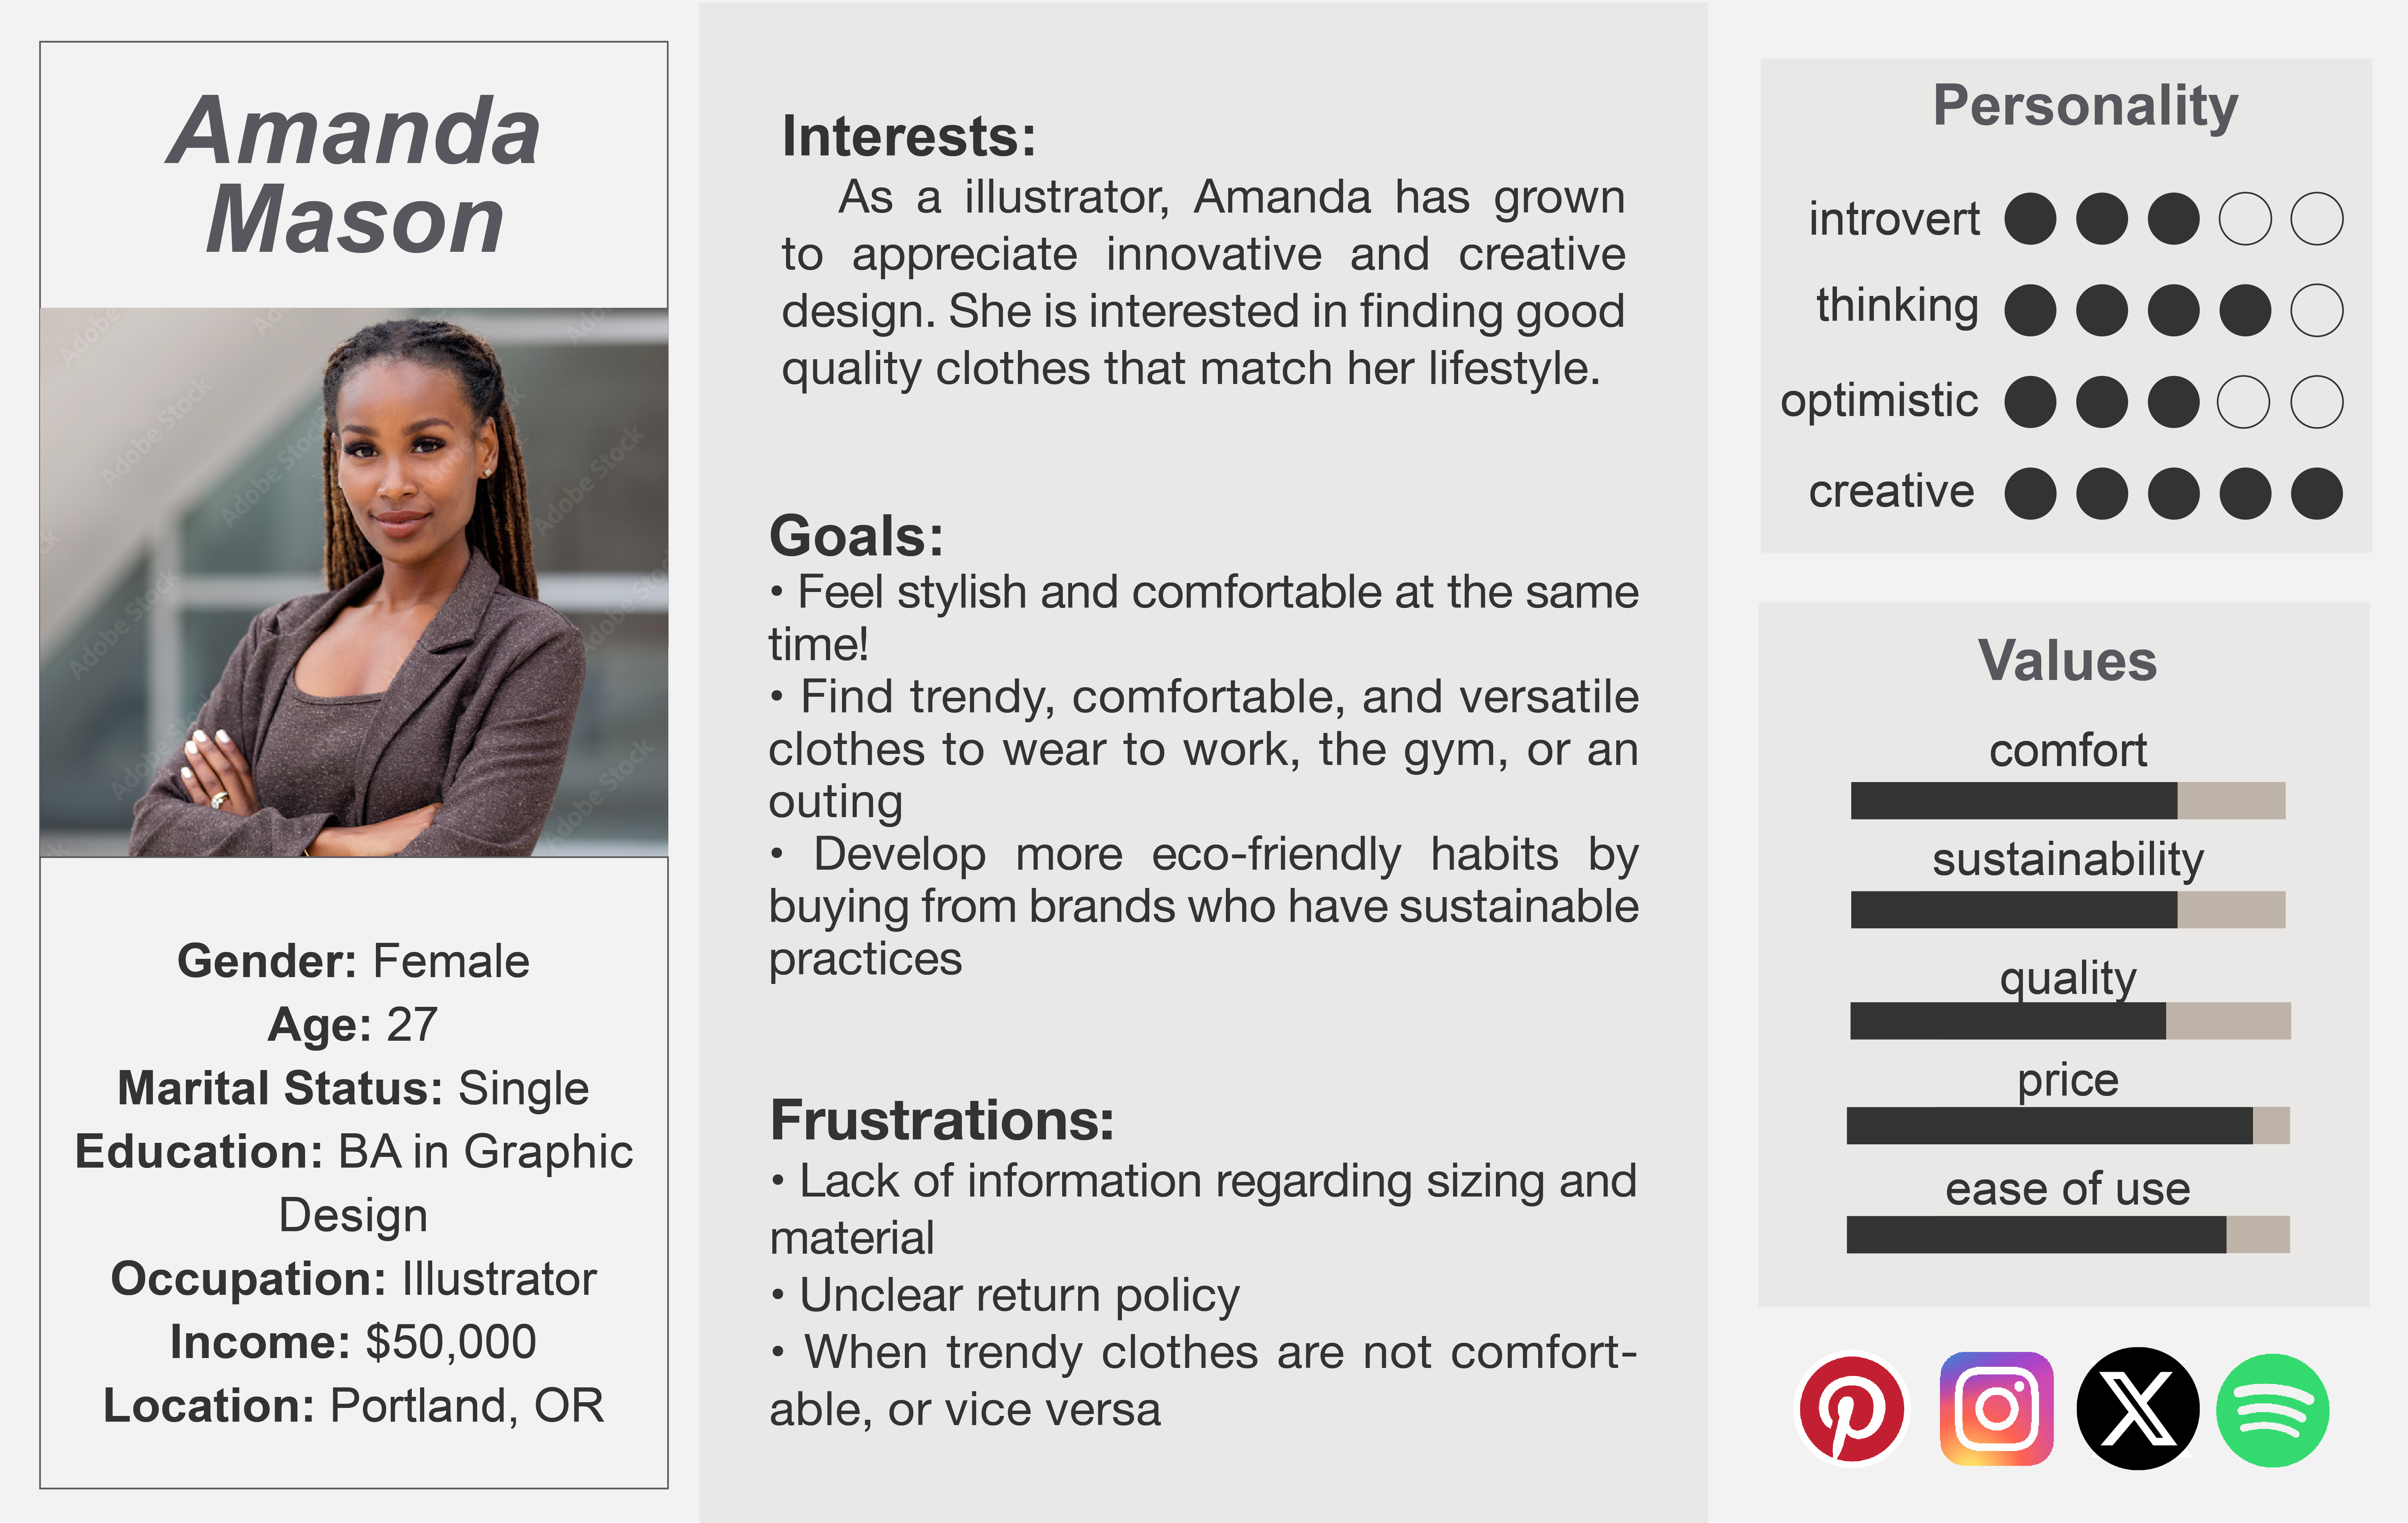 Amanda
Mason
Adobe Stock
Gender: Female
Age: 27
Marital Status: Single
Education: BA in Graphic
Design
Occupation: Illustrator
Income: $50,000
Location: Portland, OR
Interests:
As a illustrator, Amanda has grown
to appreciate innovative and creative
design. She is interested in finding good
quality clothes that match her lifestyle.
Goals:
• Feel stylish and comfortable at the same
time!
• Find trendy, comfortable, and versatile
clothes to wear to work, the gym, or an
outing
• Develop more eco-friendly habits by
buying from brands who have sustainable
practices
Frustrations:
• Lack of information regarding sizing and
material
• Unclear return policy
• When trendy clothes are not comfort-
able, or vice versa
Personality
introvert
thinking
optimistic
creative
Values
comfort
sustainability
quality
price
ease of use